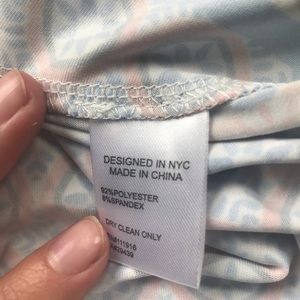 DESIGNED IN NYC
MADE IN CHINA
92%POLYESTER
8%SPANDEX
DRY CLEAN ONLY